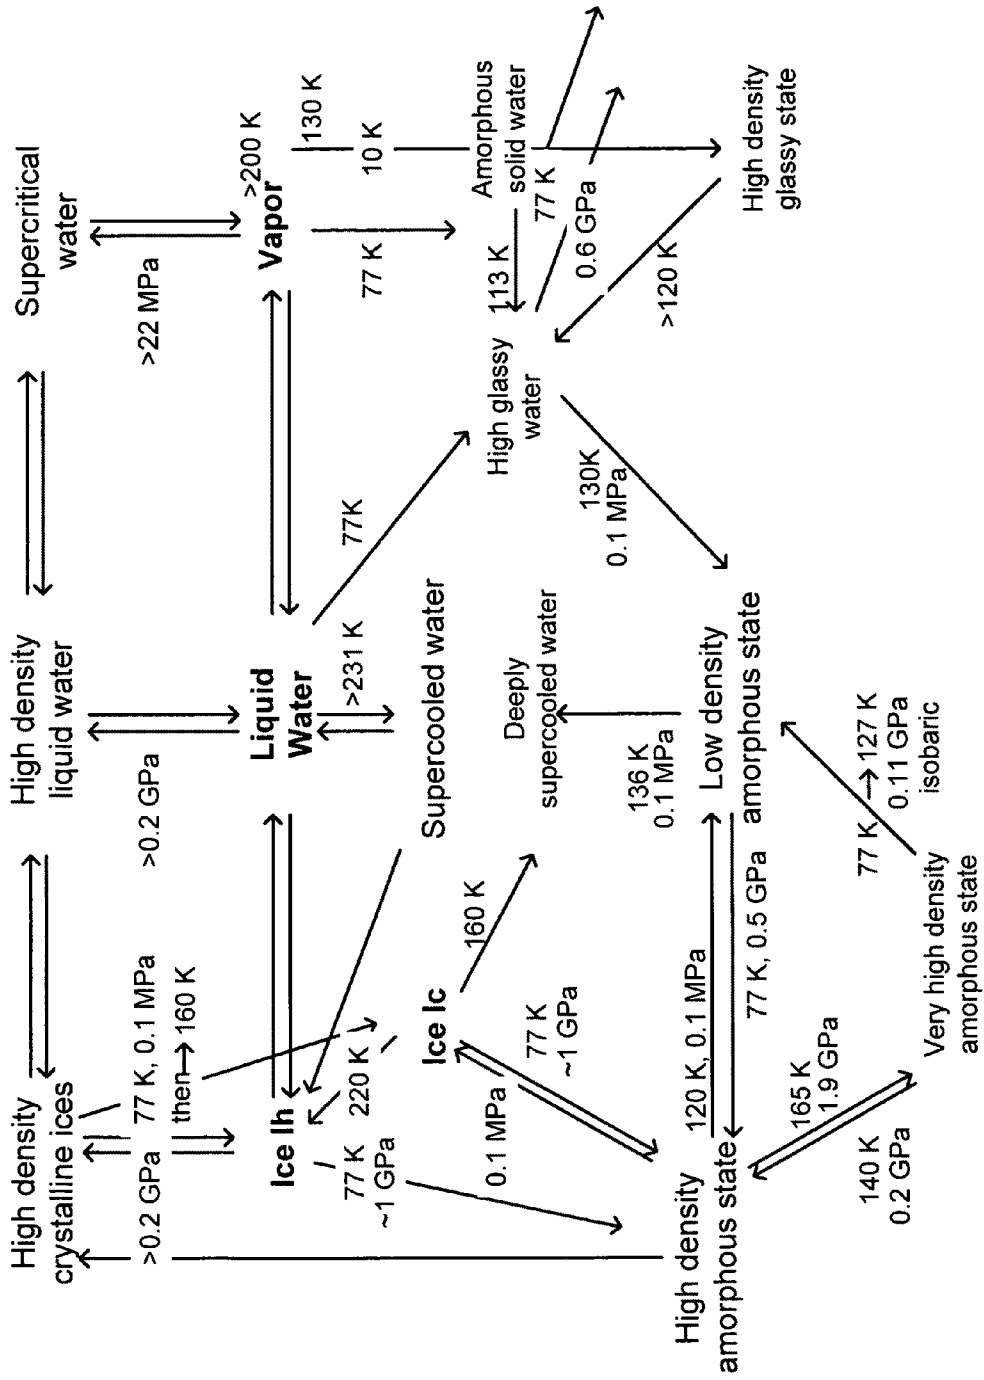 High density
crystalline ices
High density
liquid water
Supercritical
water
>0.2 GPa
77 K, 0.1 MPa
then→160 K
>0.2 GPa
>22 MPa
Ice Ih
Liquid
Water
Vapor
>200 K
77 K
~1 GPa
220 K
>231 K
77K
77 K
130 K
10 K
Ice Ic
Supercooled water
160 K
0.1 MPa
77 K
~1 GPa
Deeply
supercooled water
High glassy
water
113 K
Amorphous
solid water
77 K
0.6 GPa
130K
0.1 MPa
>120 K
136 K
0.1 MPa
High density
amorphous state
120 K, 0.1 MPa
77 K, 0.5 GPa
Low density
amorphous state
High density
glassy state
165 K
1.9 GPa
140 K
0.2 GPa
77 K → 127 K
0.11 GPa
isobaric
Very high density
amorphous state